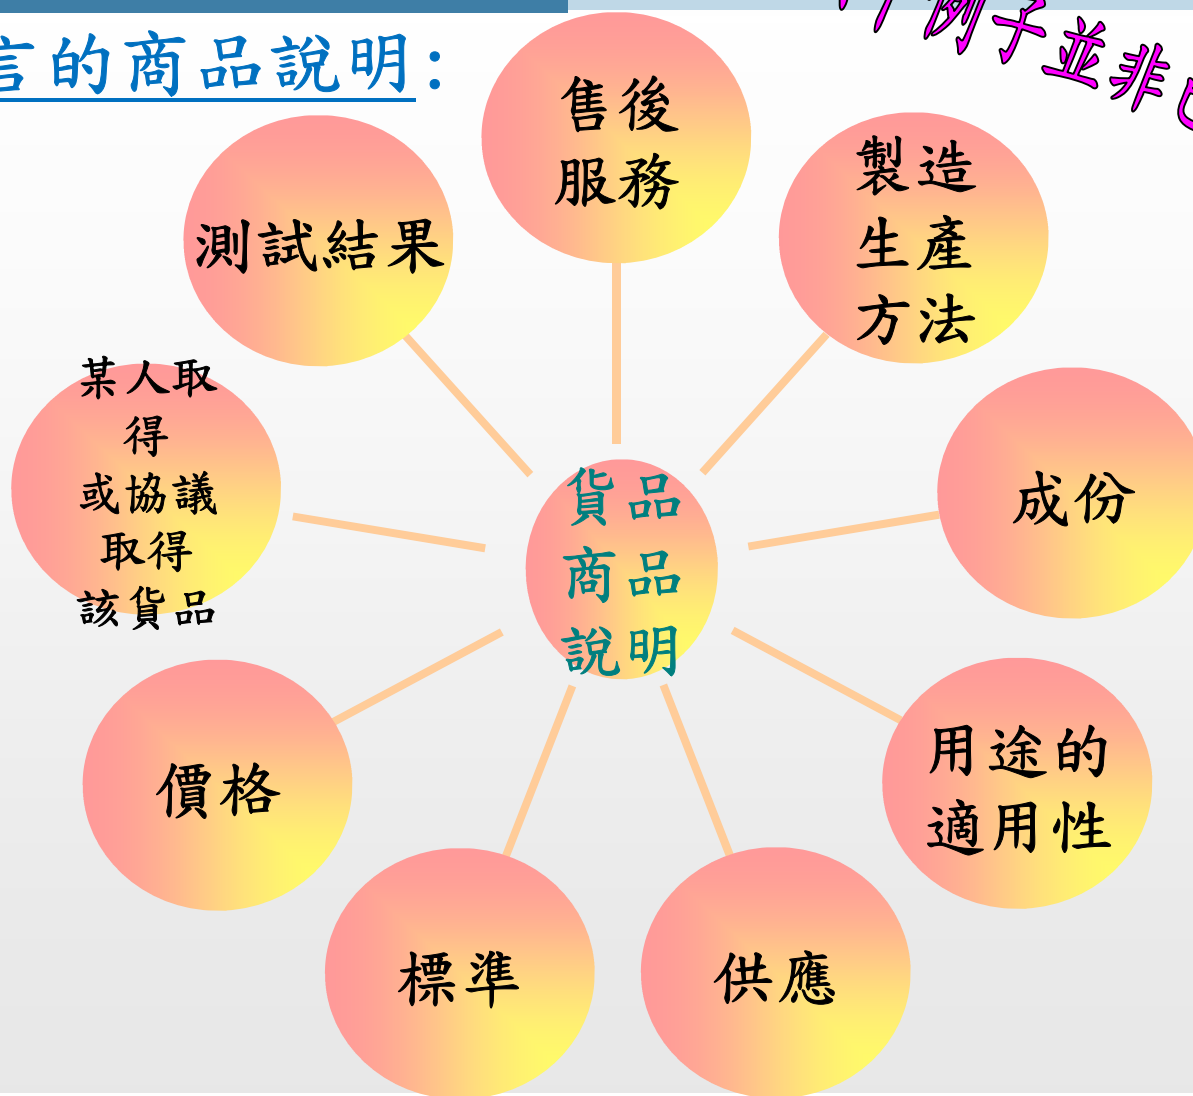 言的商品說明:
例子並非
售後
服務
製造
生產
方法
成份
用途的
適用性
供應
標準
價格
某人取
得
或協議
取得
該貨品
測試結果
貨品
商品
說明